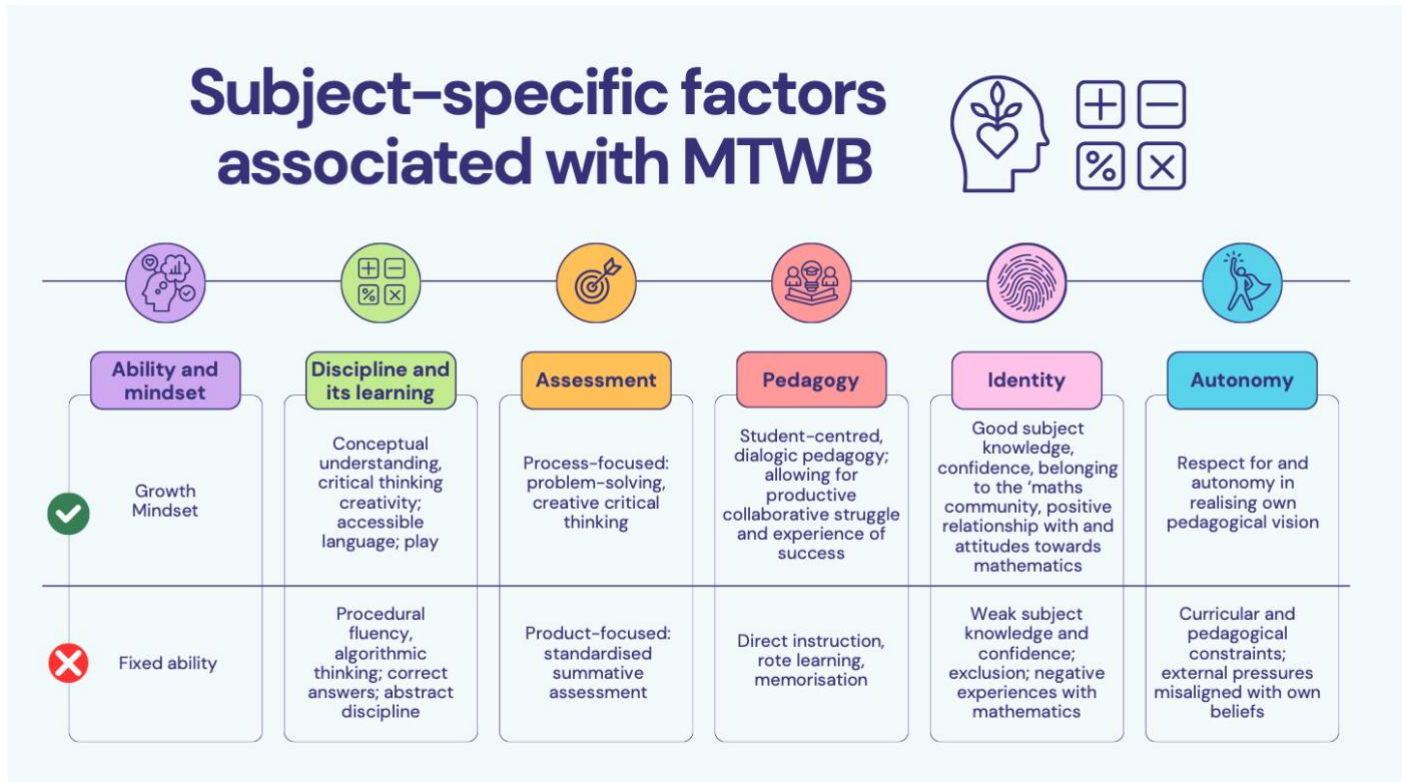 Subject-specific factors
associated with MTWB
Ability and
mindset
Discipline and
its learning
Assessment
Pedagogy
Identity
Autonomy
Growth
Mindset
Conceptual
understanding,
critical thinking
creativity;
accessible
language; play
Process-focused:
problem-solving,
creative critical
thinking
Student-centred,
dialogic pedagogy;
allowing for
productive
collaborative struggle
and experience of
success
Good subject
knowledge,
confidence, belonging
to the ‘maths
community, positive
relationship with and
attitudes towards
mathematics
Respect for and
autonomy in
realising own
pedagogical vision
Fixed ability
Procedural
fluency,
algorithmic
thinking; correct
answers; abstract
discipline
Product-focused:
standardised
summative
assessment
Direct instruction,
rote learning,
memorisation
Weak subject
knowledge and
confidence;
exclusion; negative
experiences with
mathematics
Curricular and
pedagogical
constraints;
external pressures
misaligned with own
beliefs